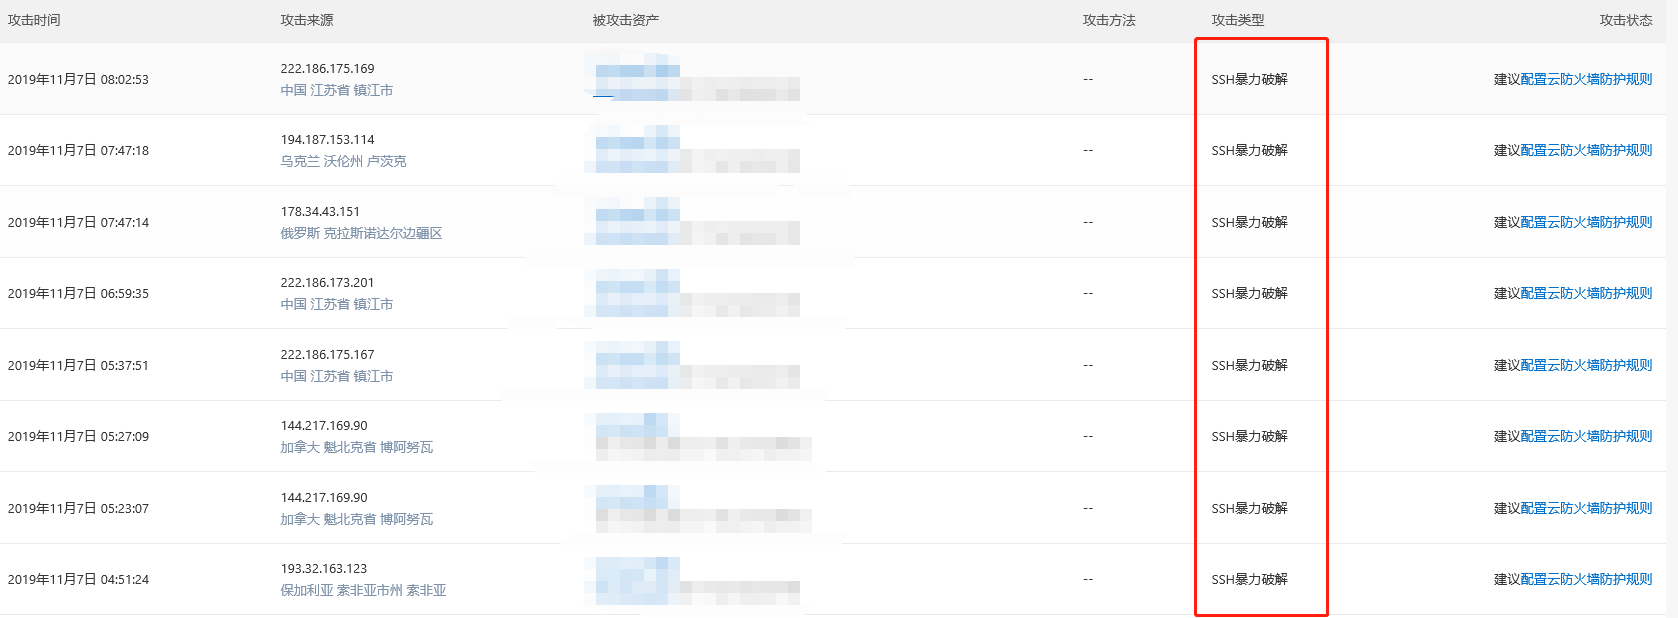 攻击时间 攻击来源 被攻击资产 攻击方法 攻击类型 攻击状态
2019年11月7日 08:02:53 222.186.175.169 -- SSH暴力破解 建议配置云防火墙防护规则
中国 江苏省 镇江市
2019年11月7日 07:47:18 194.187.153.114 -- SSH暴力破解 建议配置云防火墙防护规则
乌克兰 沃伦州 卢茨克
2019年11月7日 07:47:14 178.34.43.151 -- SSH暴力破解 建议配置云防火墙防护规则
俄罗斯 克拉斯诺达尔边疆区
2019年11月7日 06:59:35 222.186.173.201 -- SSH暴力破解 建议配置云防火墙防护规则
中国 江苏省 镇江市
2019年11月7日 05:37:51 222.186.175.167 -- SSH暴力破解 建议配置云防火墙防护规则
中国 江苏省 镇江市
2019年11月7日 05:27:09 144.217.169.90 -- SSH暴力破解 建议配置云防火墙防护规则
加拿大 魁北克省 博阿努瓦
2019年11月7日 05:23:07 144.217.169.90 -- SSH暴力破解 建议配置云防火墙防护规则
加拿大 魁北克省 博阿努瓦
2019年11月7日 04:51:24 193.32.163.123 -- SSH暴力破解 建议配置云防火墙防护规则
保加利亚 索非亚市州 索非亚